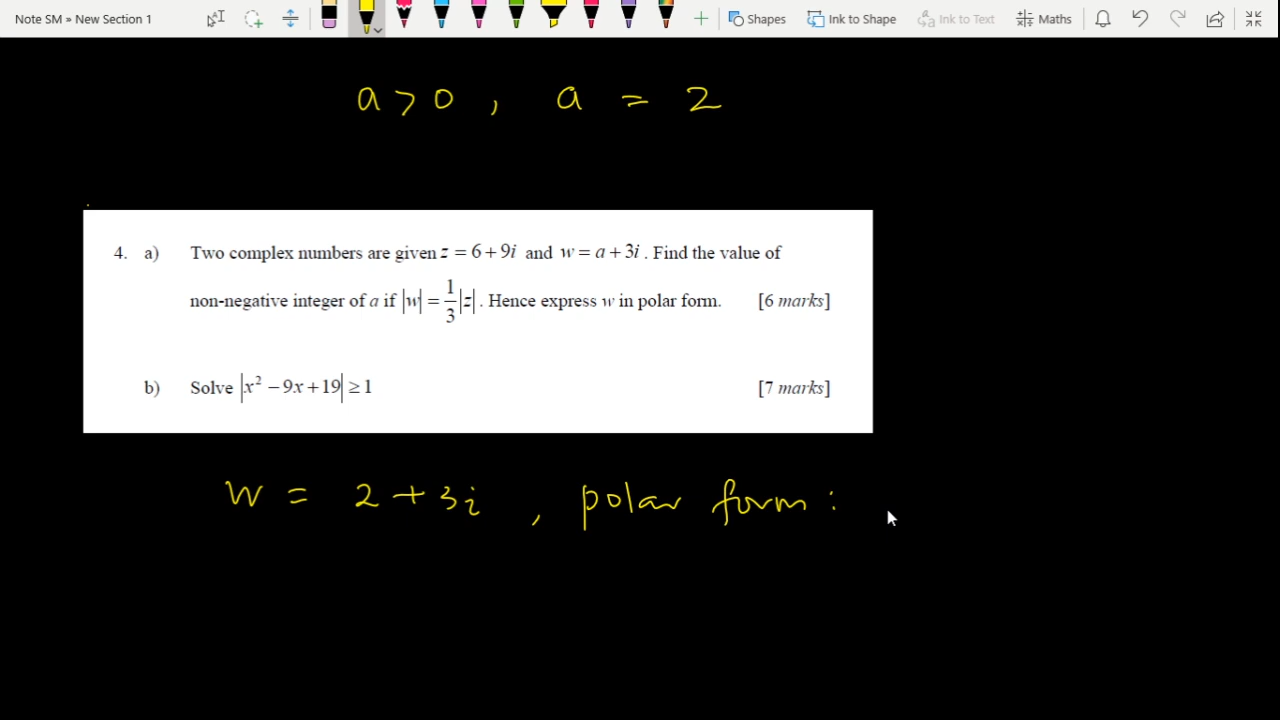 Note SM » New Section 1 Shapes Ink to Shape Ink to Text Maths
a > 0 , a = 2
4. a) Two complex numbers are given z = 6 + 9i and w = a + 3i . Find the value of
non-negative integer of a if |w| = 1/3 |z| . Hence express w in polar form. [6 marks]
b) Solve |x² − 9x + 19| ≥ 1 [7 marks]
w = 2 + 3i , polar form :